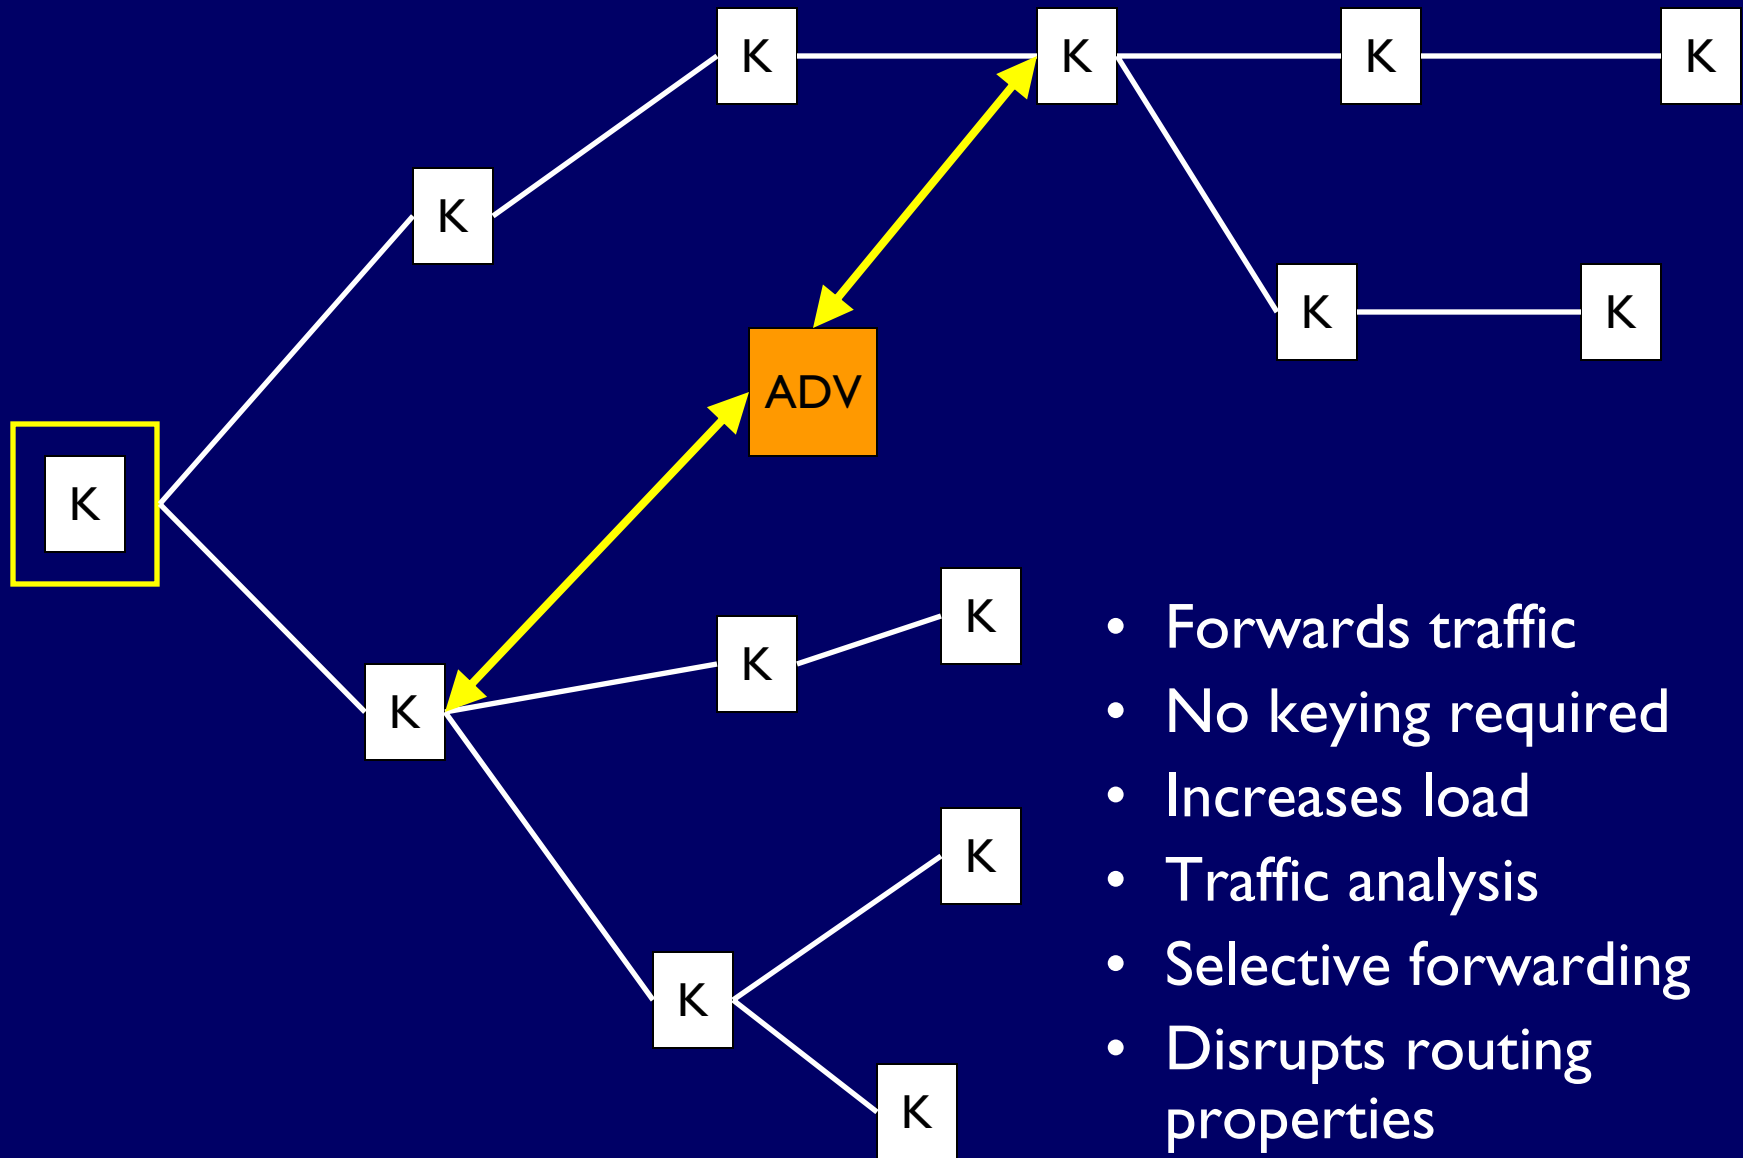 K
K
K
K
K
K
K
ADV
K
K
K
K
K
K
K
• Forwards traffic
• No keying required
• Increases load
• Traffic analysis
• Selective forwarding
• Disrupts routing
properties